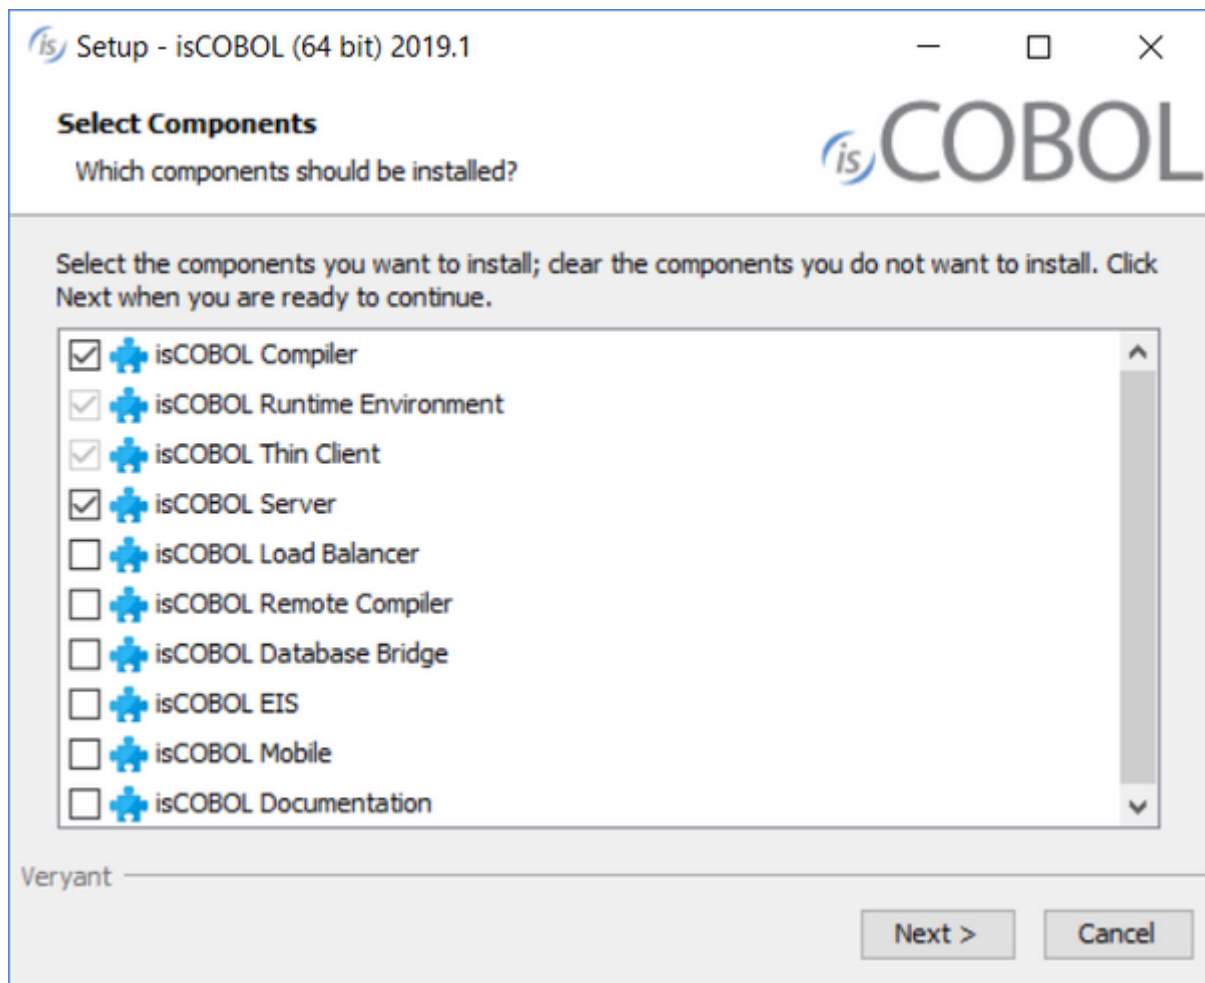 is Setup - isCOBOL (64 bit) 2019.1
Select Components
Which components should be installed?
isCOBOL
Select the components you want to install; clear the components you do not want to install. Click
Next when you are ready to continue.
isCOBOL Compiler
isCOBOL Runtime Environment
isCOBOL Thin Client
isCOBOL Server
isCOBOL Load Balancer
isCOBOL Remote Compiler
isCOBOL Database Bridge
isCOBOL EIS
isCOBOL Mobile
isCOBOL Documentation
Veryant
Next >
Cancel